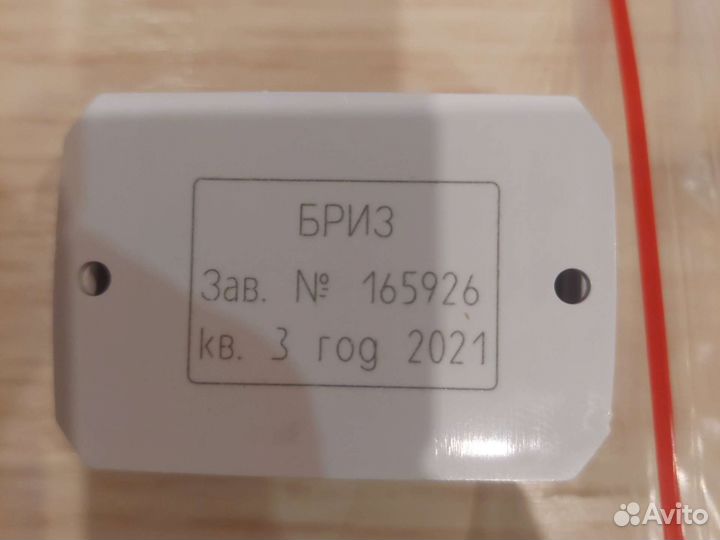 БРИЗ
Зав. № 165926
кв. 3 год 2021
Avito